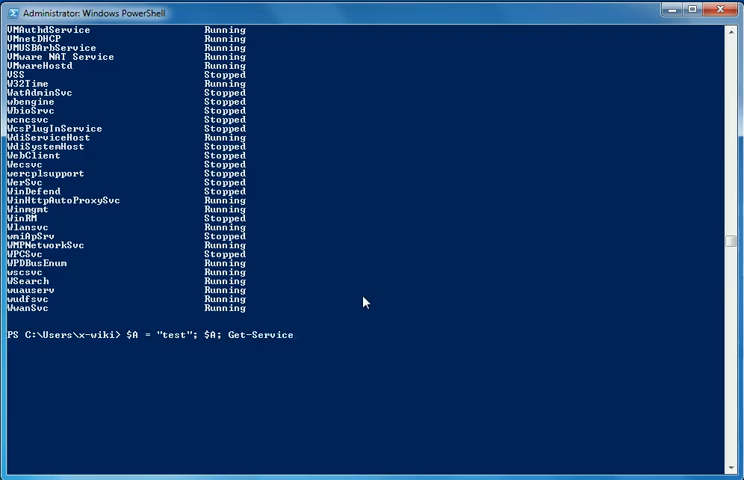 Administrator: Windows PowerShell
VMAuthdService Running
VMnetDHCP Running
VMUSBArbService Running
VMware NAT Service Running
VMwareHostd Running
VSS Stopped
W32Time Running
WatAdminSvc Stopped
wbengine Stopped
WbioSrvc Stopped
wcncsvc Stopped
WcsPlugInService Stopped
WdiServiceHost Running
WdiSystemHost Stopped
WebClient Stopped
Wecsvc Stopped
wercplsupport Stopped
WerSvc Stopped
WinDefend Stopped
WinHttpAutoProxySvc Running
Winmgmt Running
WinRM Stopped
Wlansvc Running
wmiApSrv Stopped
WMPNetworkSvc Running
WPCSvc Stopped
WPDBusEnum Running
wscsvc Running
WSearch Running
wuauserv Running
wudfsvc Running
WwanSvc Running
PS C:\Users\x-wiki> $A = "test"; $A; Get-Service